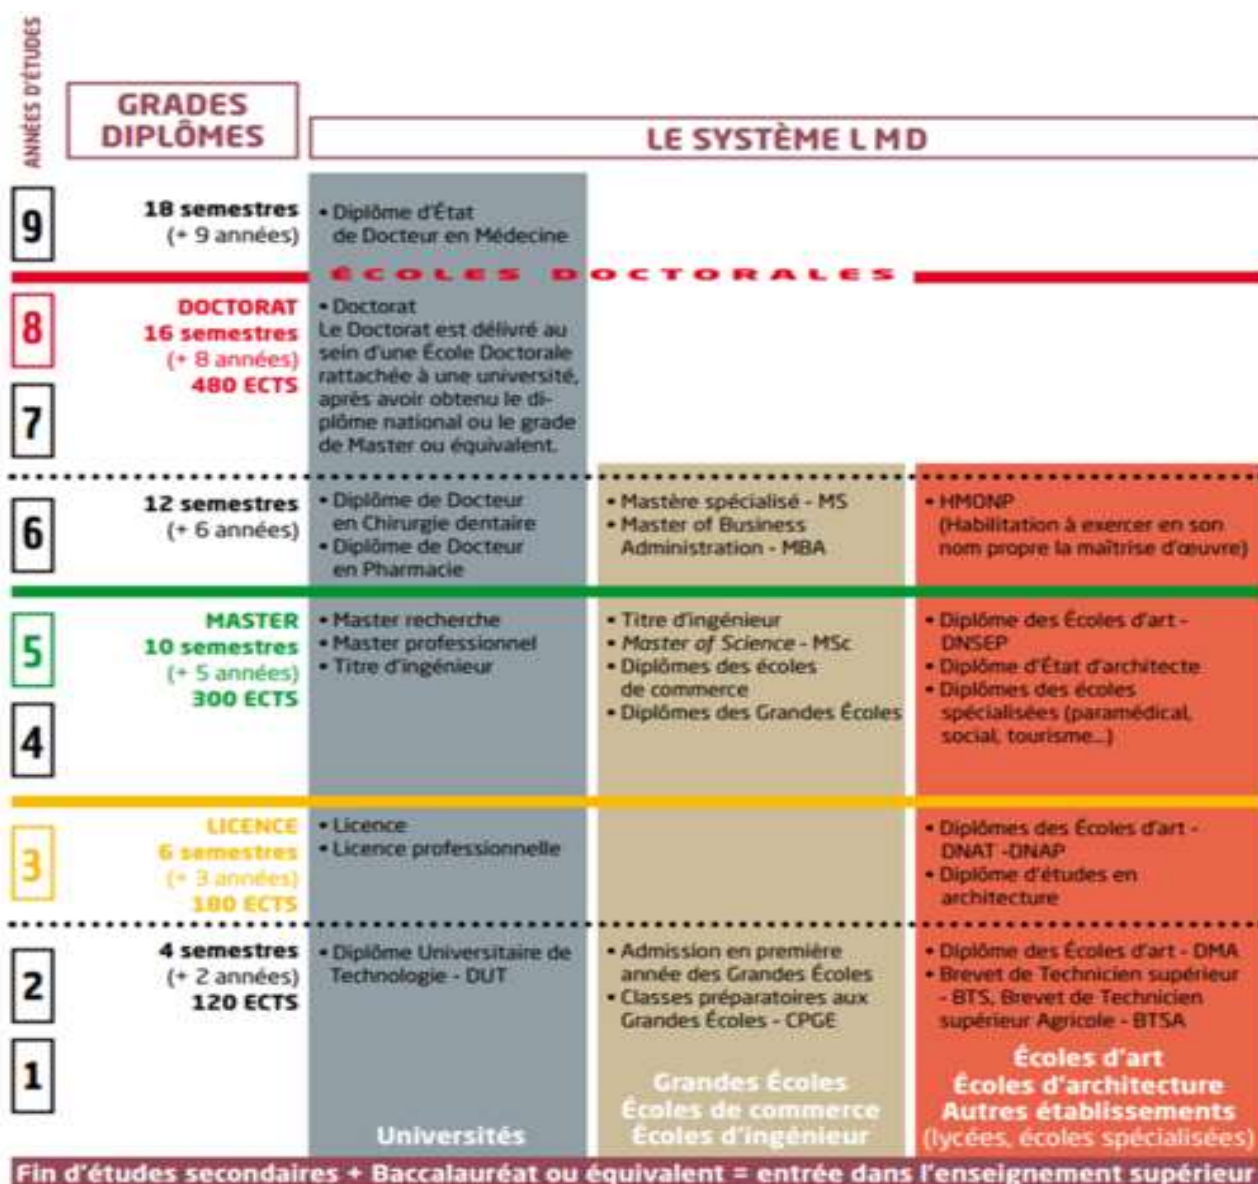 ANNÉES D'ÉTUDES
GRADES
DIPLÔMES
LE SYSTÈME L M D
9
18 semestres
(+ 9 années)
• Diplôme d'État
de Docteur en Médecine
ÉCOLES DOCTORALES
8
7
DOCTORAT
16 semestres
(+ 8 années)
480 ECTS
• Doctorat
Le Doctorat est délivré au
sein d'une École Doctorale
rattachée à une université,
après avoir obtenu le di-
plôme national ou le grade
de Master ou équivalent.
6
12 semestres
(+ 6 années)
• Diplôme de Docteur
en Chirurgie dentaire
• Diplôme de Docteur
en Pharmacie
• Mastère spécialisé - MS
• Master of Business
Administration - MBA
• HMONP
(Habilitation à exercer en son
nom propre la maîtrise d'œuvre)
5
4
MASTER
10 semestres
(+ 5 années)
300 ECTS
• Master recherche
• Master professionnel
• Titre d'ingénieur
• Titre d'ingénieur
• Master of Science - MSc
• Diplômes des écoles
de commerce
• Diplômes des Grandes Écoles
• Diplôme des Écoles d'art -
DNSEP
• Diplôme d'État d'architecte
• Diplômes des écoles
spécialisées (paramédical,
social, tourisme...)
3
LICENCE
6 semestres
(+ 3 années)
180 ECTS
• Licence
• Licence professionnelle
• Diplômes des Écoles d'art -
DNAT -DNAP
• Diplôme d'études en
architecture
2
1
4 semestres
(+ 2 années)
120 ECTS
• Diplôme Universitaire de
Technologie - DUT
Universités
• Admission en première
année des Grandes Écoles
• Classes préparatoires aux
Grandes Écoles - CPGE
Grandes Écoles
Écoles de commerce
Écoles d'ingénieur
• Diplôme des Écoles d'art - DMA
• Brevet de Technicien supérieur
- BTS, Brevet de Technicien
supérieur Agricole - BTSA
Écoles d'art
Écoles d'architecture
Autres établissements
(lycées, écoles spécialisées)
Fin d'études secondaires + Baccalauréat ou équivalent = entrée dans l'enseignement supérieur